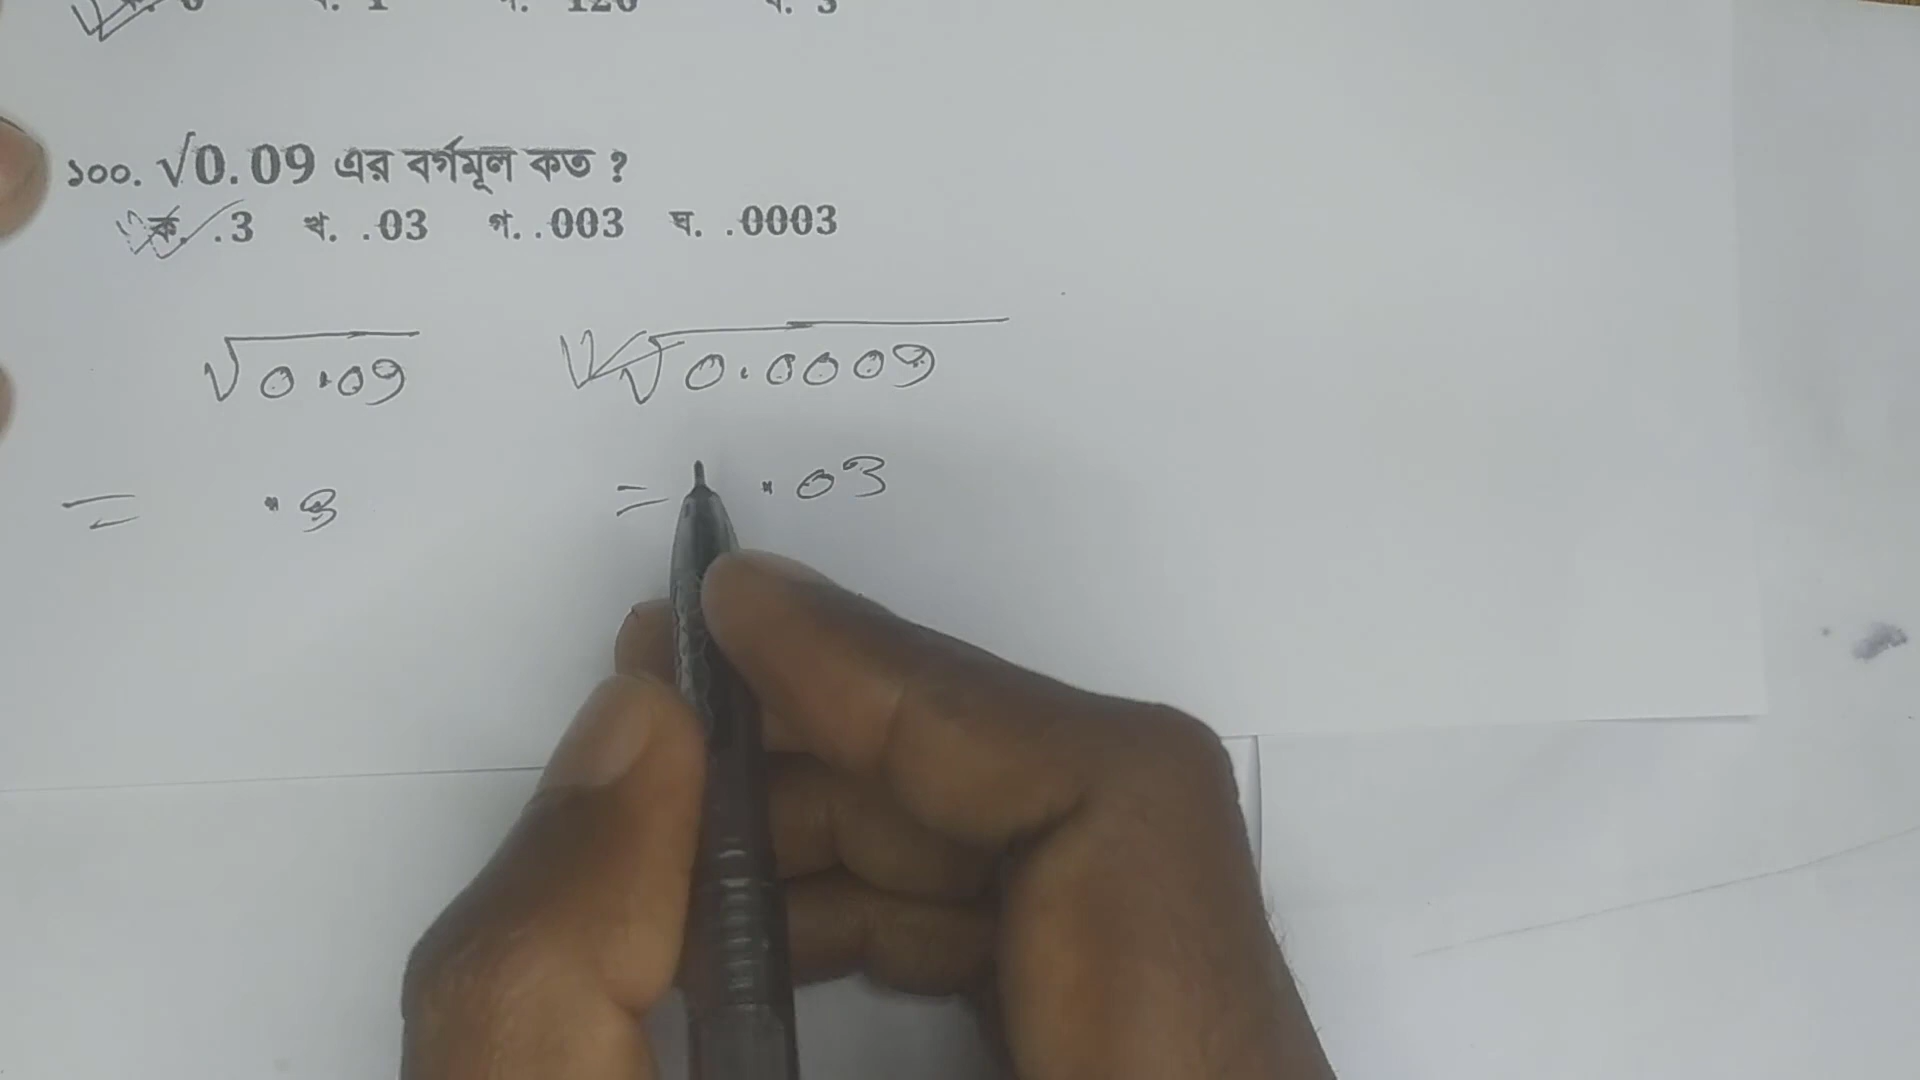 ১০০. √0.09 এর বর্গমূল কত ?
ক. .3 খ. .03 গ. .003 ঘ. .0003
√0.09 √0.0009
= .3 = .03